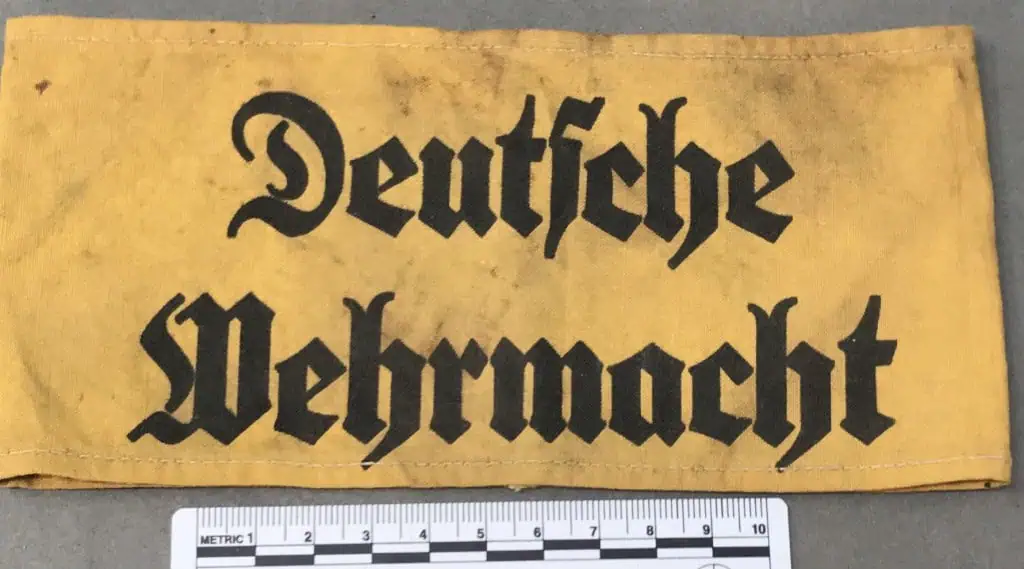 Deutſche
Wehrmacht
METRIC 1 2 3 4 5 6 7 8 9 10